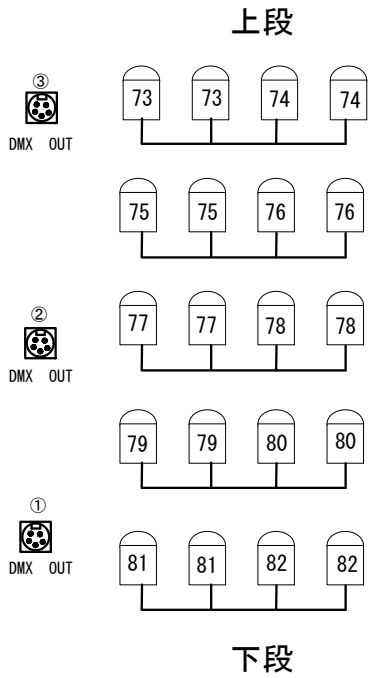 上段
③
DMX OUT
73 73 74 74
75 75 76 76
②
DMX OUT
77 77 78 78
79 79 80 80
①
DMX OUT
81 81 82 82
下段